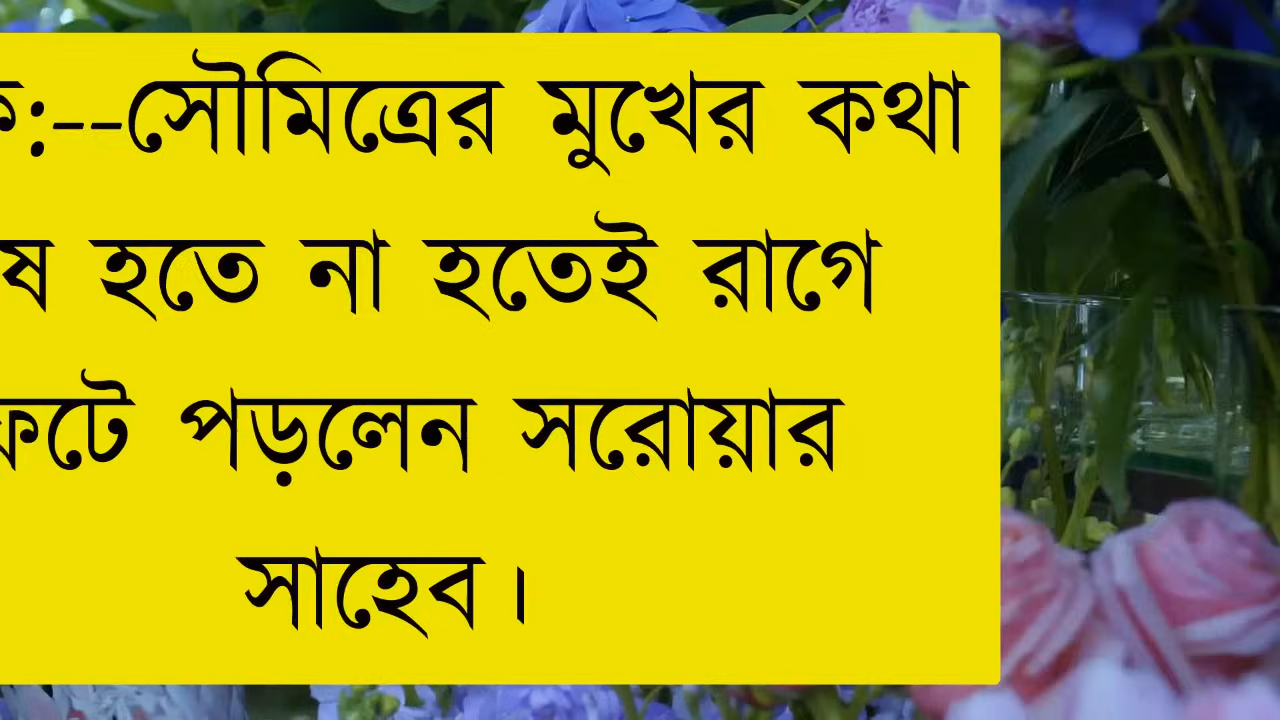 :--সৌমিত্রের মুখের কথা
হতে না হতেই রাগে
পড়লেন সরোয়ার
সাহেব।